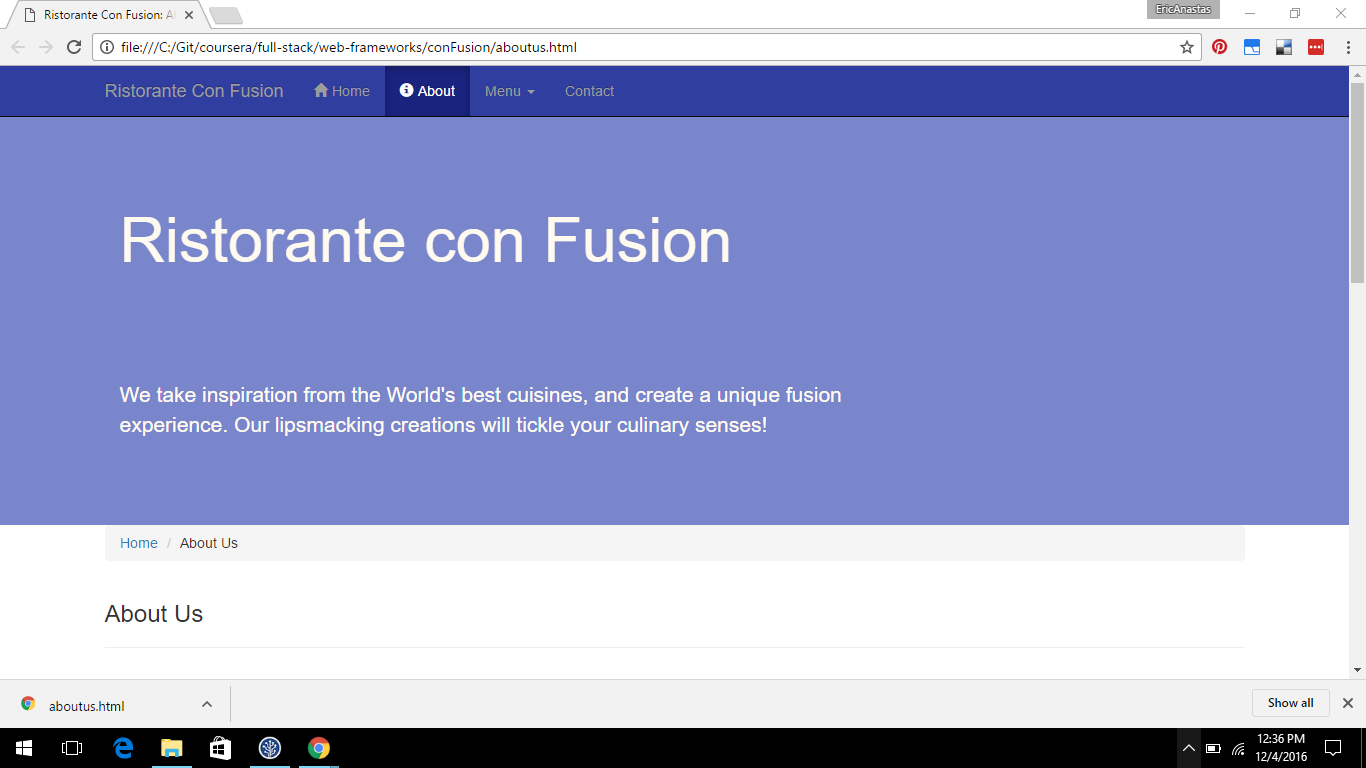 Ristorante Con Fusion: A
EricAnastas
file:///C:/Git/coursera/full-stack/web-frameworks/conFusion/aboutus.html
Ristorante Con Fusion Home About Menu Contact
Ristorante con Fusion
We take inspiration from the World's best cuisines, and create a unique fusion
experience. Our lipsmacking creations will tickle your culinary senses!
Home / About Us
About Us
aboutus.html
Show all
12:36 PM
12/4/2016